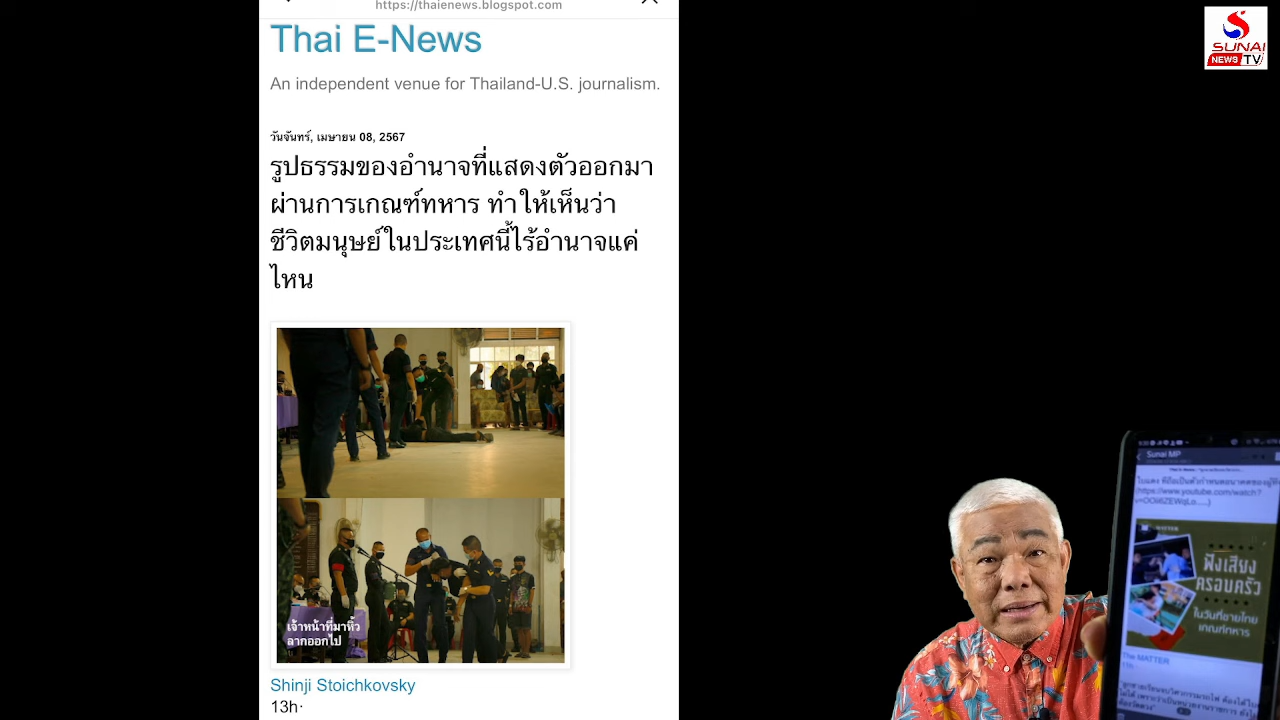 https://thaienews.blogspot.com
Thai E-News
An independent venue for Thailand-U.S. journalism.
วันจันทร์, เมษายน 08, 2567
รูปธรรมของอำนาจที่แสดงตัวออกมา
ผ่านการเกณฑ์ทหาร ทำให้เห็นว่า
ชีวิตมนุษย์ในประเทศนี้ไร้อำนาจแค่
ไหน
เจ้าหน้าที่มาหิ้ว
ลากออกไป
Shinji Stoichkovsky
13h·
SUNAI
NEWS TV
Sunai MP
(https://www.youtube.com/watch?
ฟังเสียง
ครอบครัว
ในวันที่ชายไทย
เกณฑ์ทหาร
The MATTER
11h